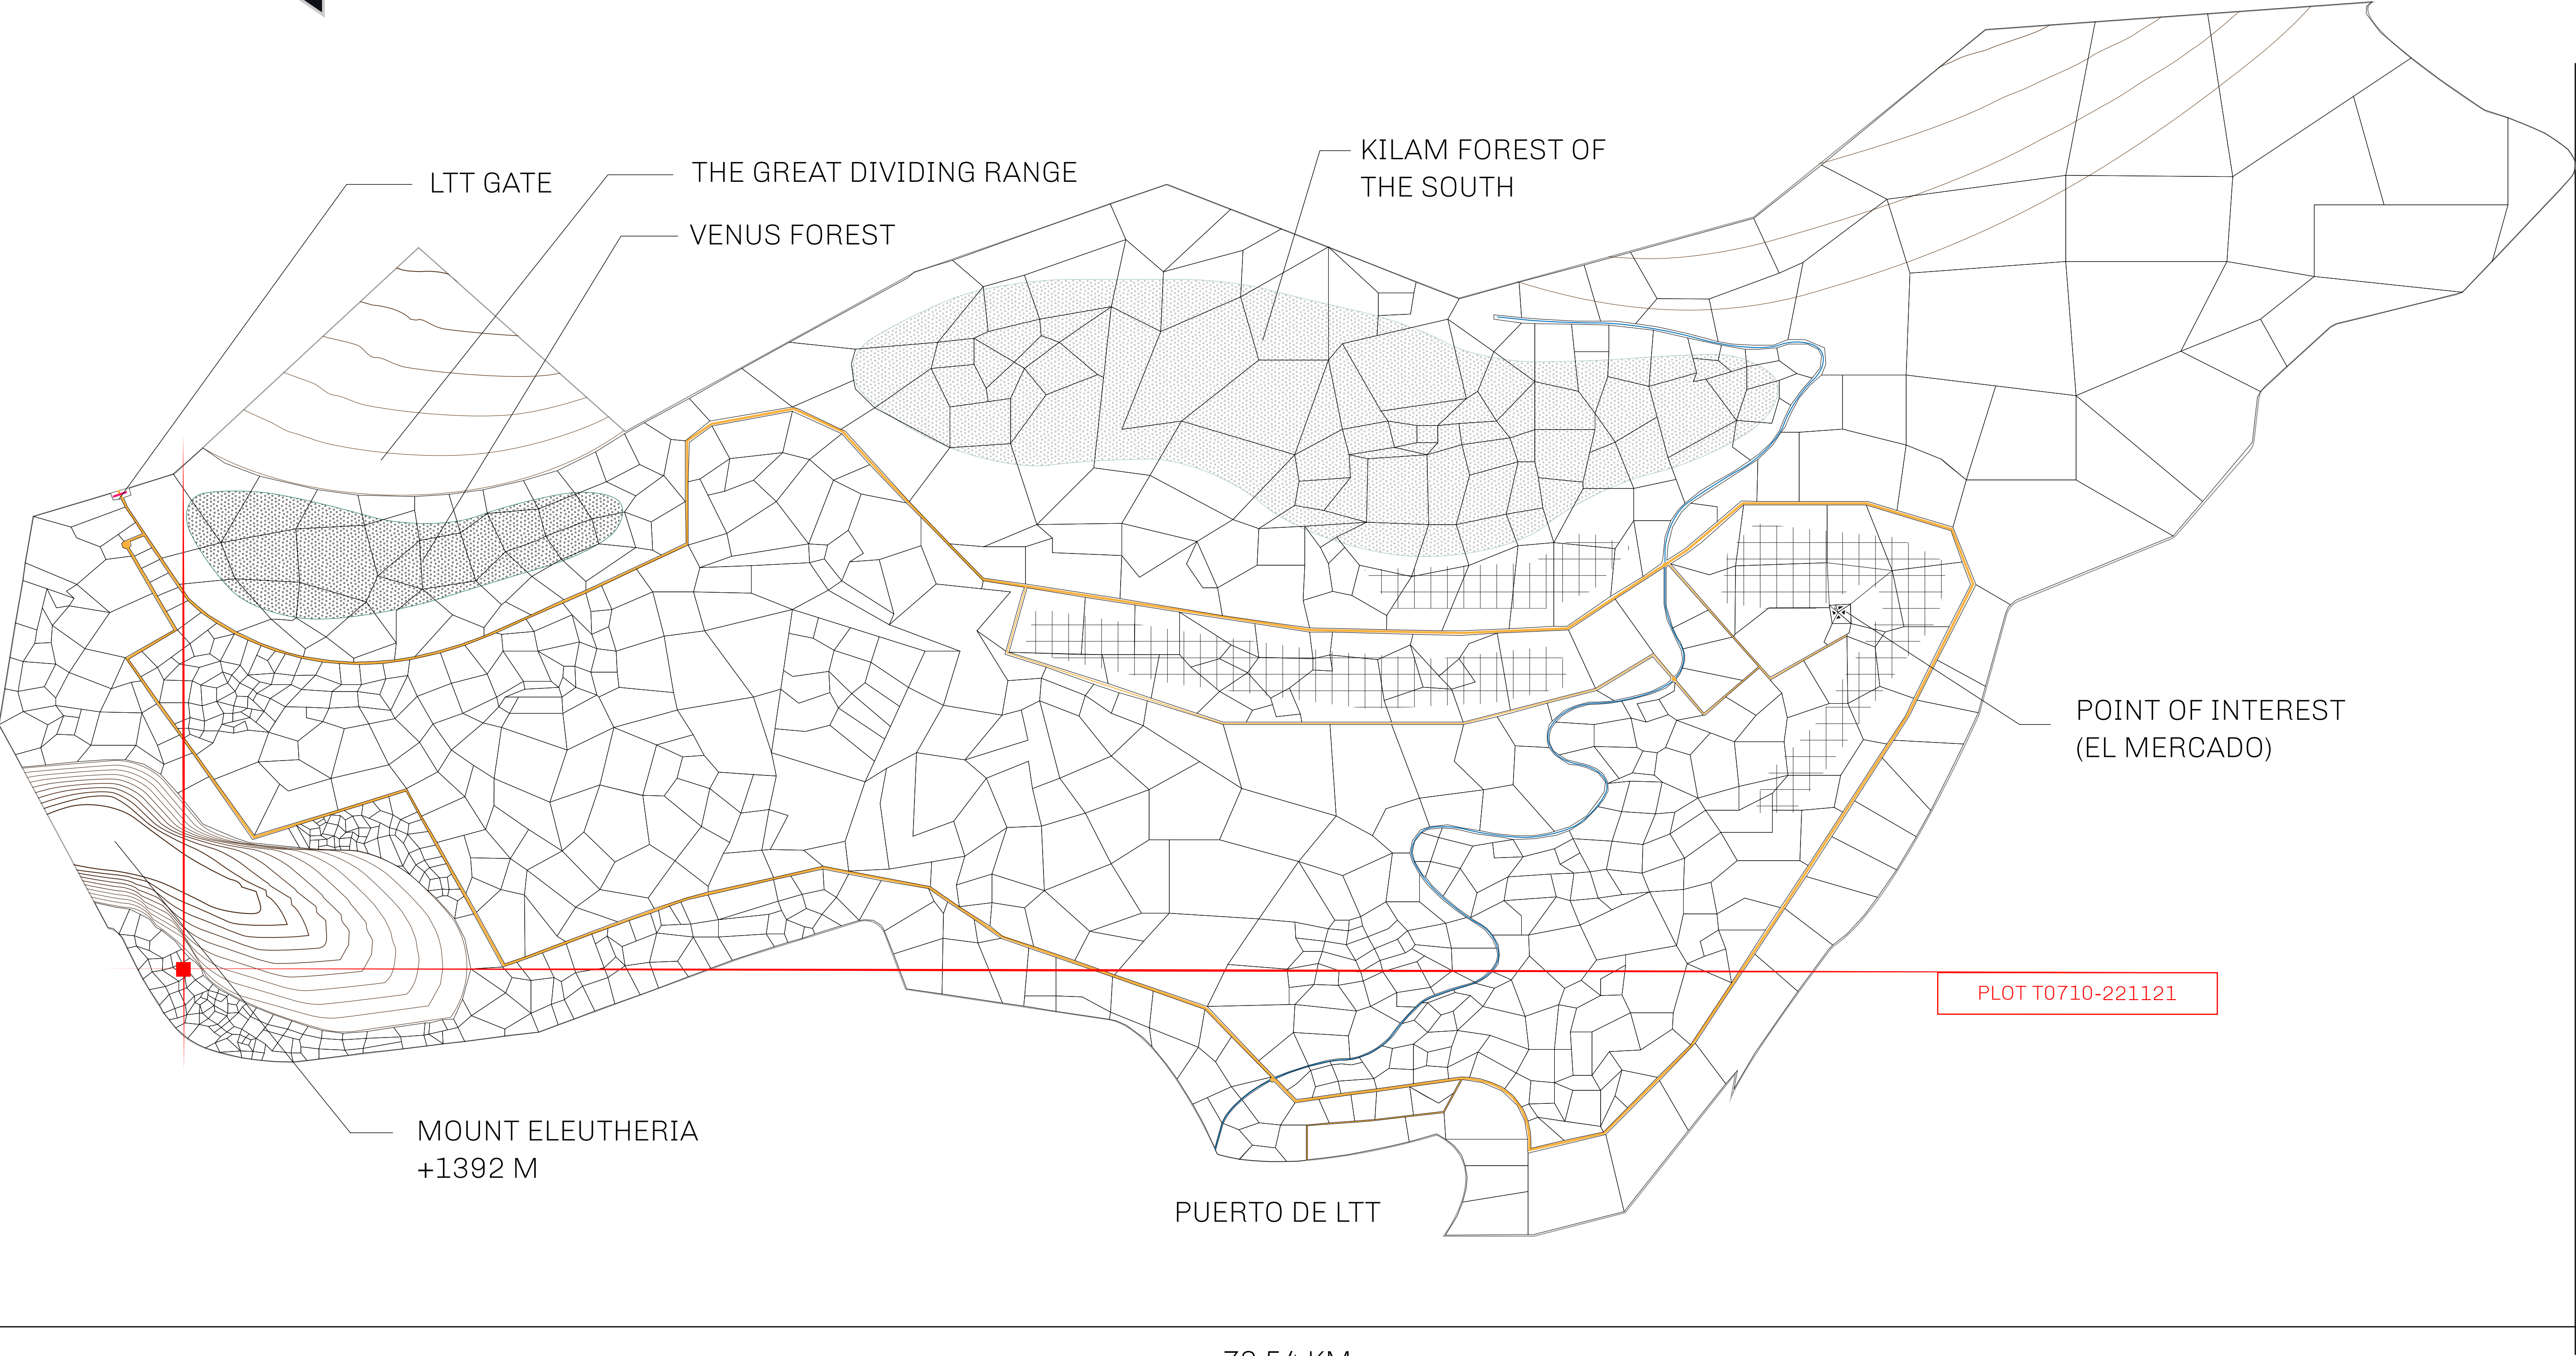 KILAM FOREST OF
THE SOUTH
THE GREAT DIVIDING RANGE
LTT GATE
VENUS FOREST
POINT OF INTEREST
(EL MERCADO)
PLOT T0710-221121
MOUNT ELEUTHERIA
+1392 M
PUERTO DE LTT
KM